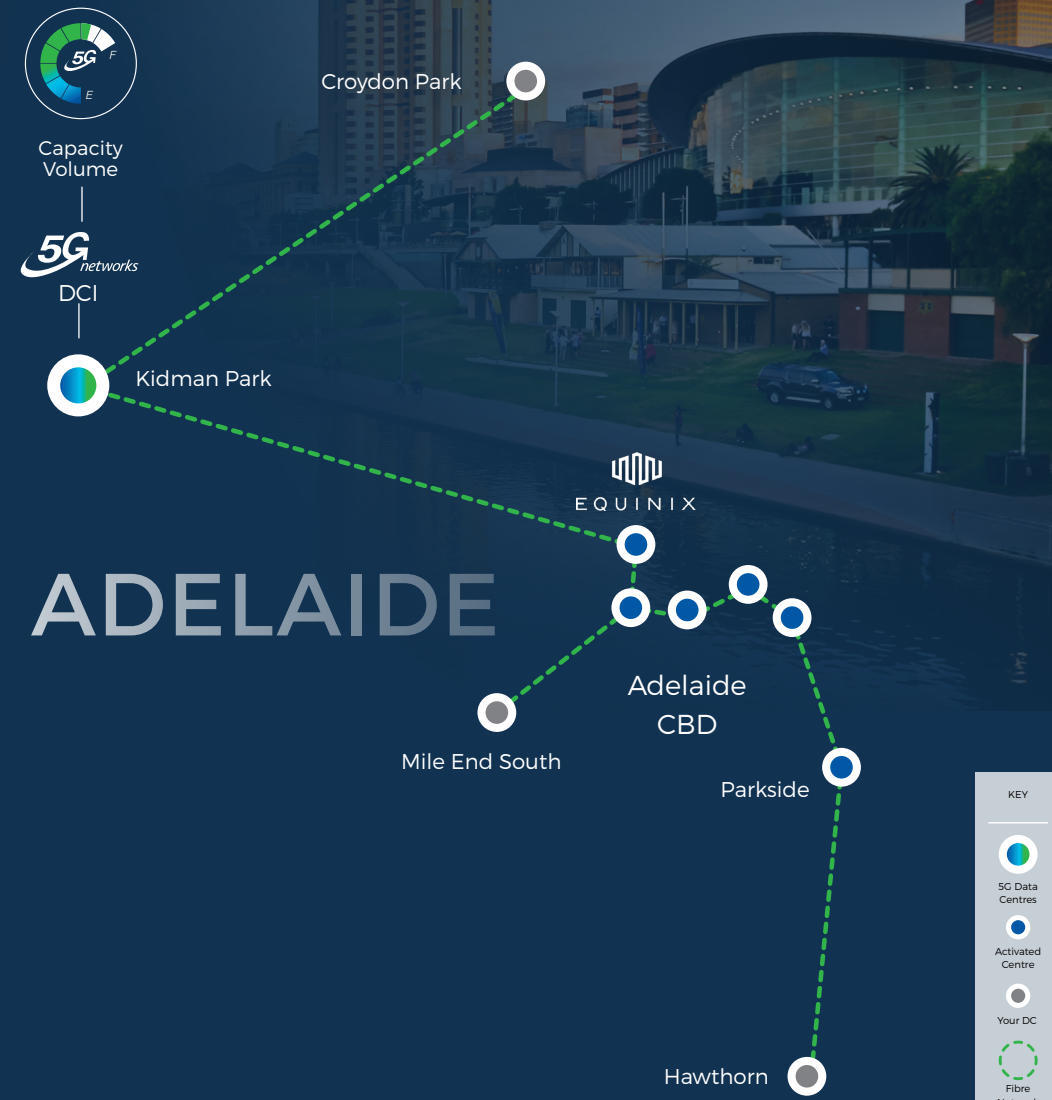 5G
F
E
Capacity
Volume
5G
networks
DCI
Croydon Park
Kidman Park
EQUINIX
ADELAIDE
Adelaide
CBD
Mile End South
Parkside
Hawthorn
KEY
5G Data
Centres
Activated
Centre
Your DC
Fibre